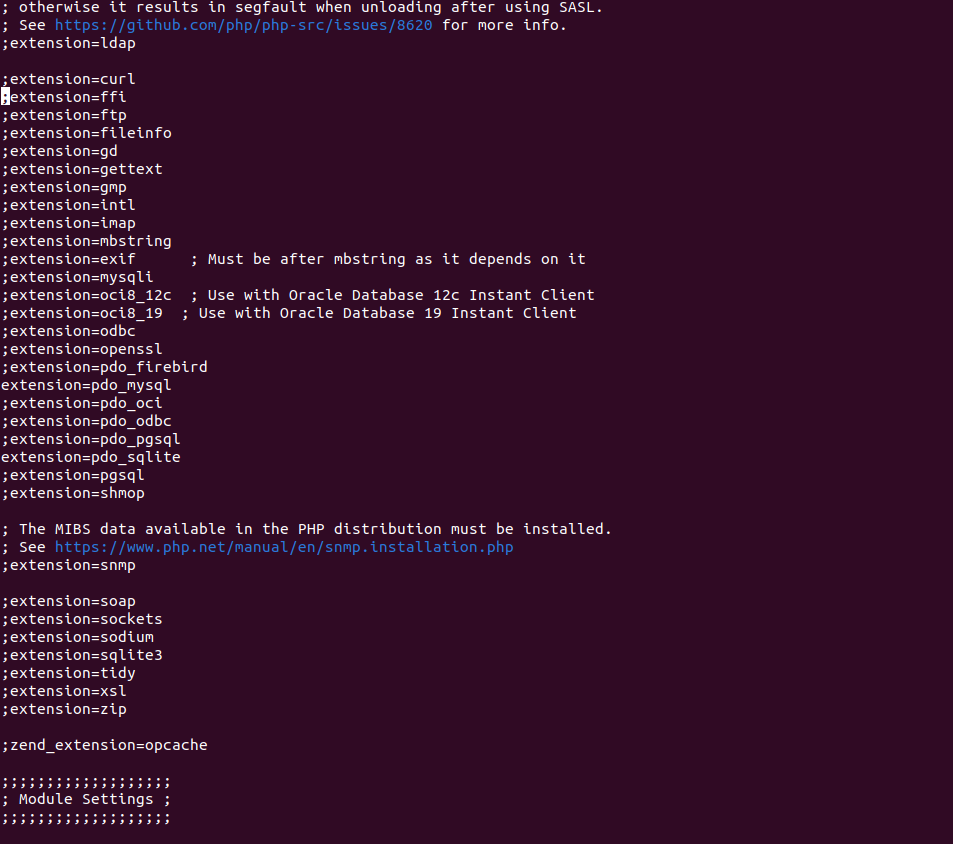 ; otherwise it results in segfault when unloading after using SASL.
; See https://github.com/php/php-src/issues/8620 for more info.
;extension=ldap
;extension=curl
;extension=ffi
;extension=ftp
;extension=fileinfo
;extension=gd
;extension=gettext
;extension=gmp
;extension=intl
;extension=imap
;extension=mbstring
;extension=exif      ; Must be after mbstring as it depends on it
;extension=mysqli
;extension=oci8_12c  ; Use with Oracle Database 12c Instant Client
;extension=oci8_19  ; Use with Oracle Database 19 Instant Client
;extension=odbc
;extension=openssl
;extension=pdo_firebird
extension=pdo_mysql
;extension=pdo_oci
;extension=pdo_odbc
;extension=pdo_pgsql
extension=pdo_sqlite
;extension=pgsql
;extension=shmop
; The MIBS data available in the PHP distribution must be installed.
; See https://www.php.net/manual/en/snmp.installation.php
;extension=snmp
;extension=soap
;extension=sockets
;extension=sodium
;extension=sqlite3
;extension=tidy
;extension=xsl
;extension=zip
;zend_extension=opcache
;;;;;;;;;;;;;;;;;;;
; Module Settings ;
;;;;;;;;;;;;;;;;;;;